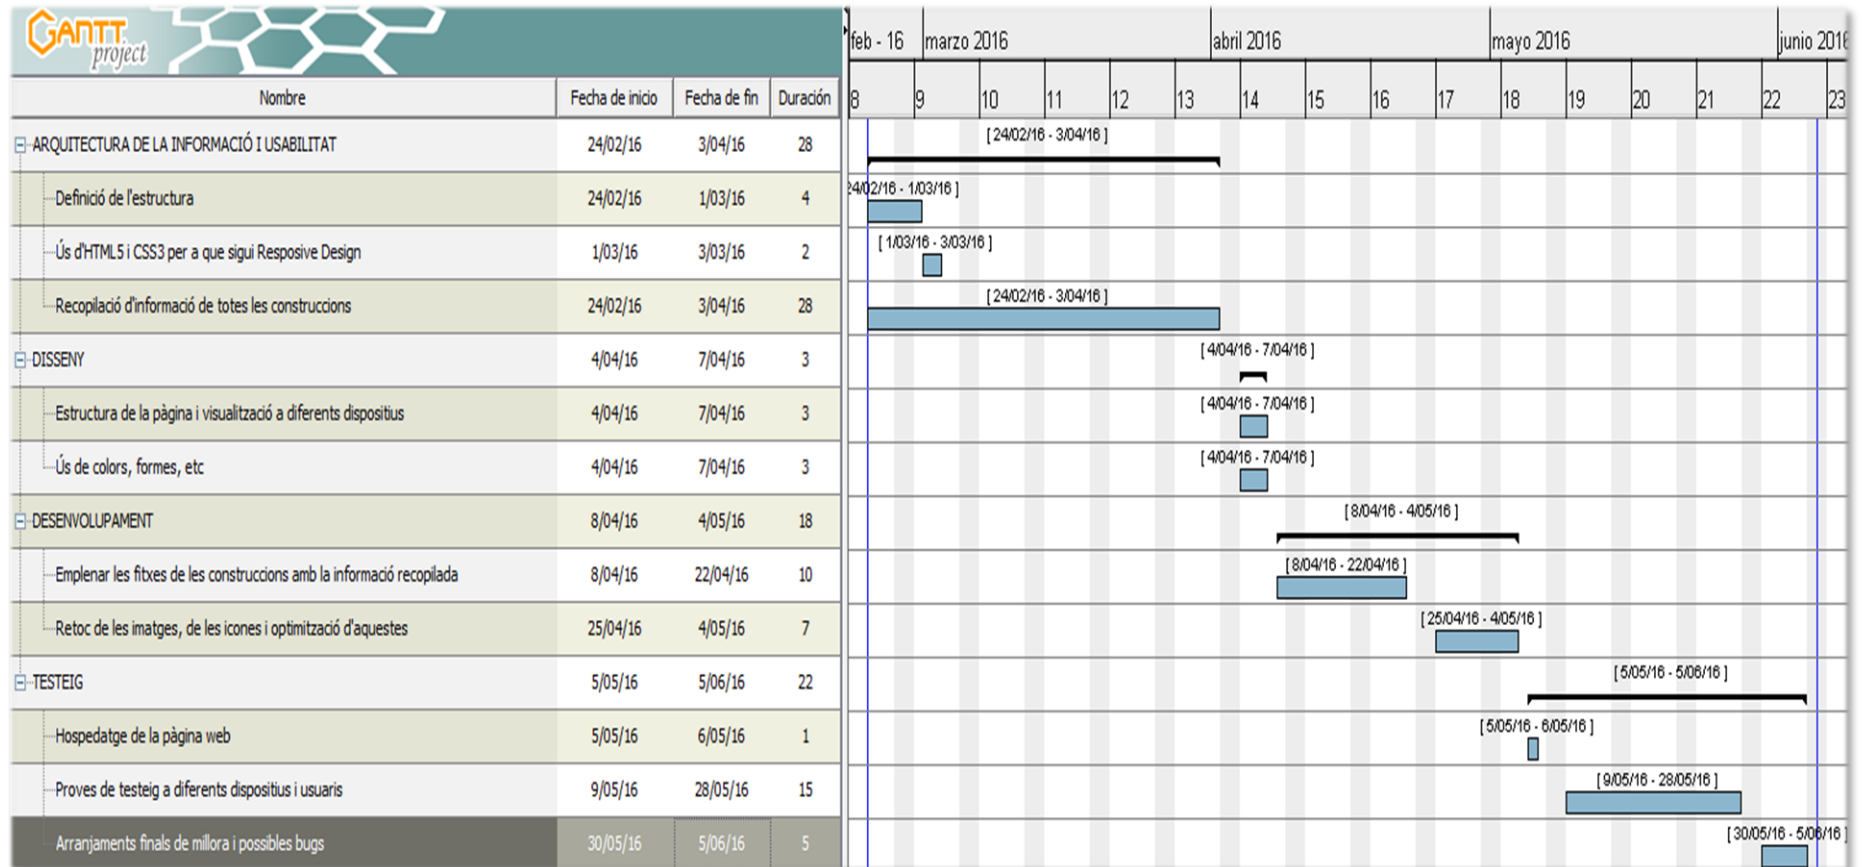 GANTT
project
feb - 16 marzo 2016 abril 2016 mayo 2016 junio 2016
Nombre Fecha de inicio Fecha de fin Duración 8 9 10 11 12 13 14 15 16 17 18 19 20 21 22 23
ARQUITECTURA DE LA INFORMACIÓ I USABILITAT 24/02/16 3/04/16 28 [ 24/02/16 - 3/04/16 ]
Definició de l'estructura 24/02/16 1/03/16 4 24/02/16 - 1/03/16 ]
Ús d'HTML5 i CSS3 per a que sigui Resposive Design 1/03/16 3/03/16 2 [ 1/03/16 - 3/03/16 ]
Recopilació d'informació de totes les construccions 24/02/16 3/04/16 28 [ 24/02/16 - 3/04/16 ]
DISSENY 4/04/16 7/04/16 3 [ 4/04/16 - 7/04/16 ]
Estructura de la pàgina i visualització a diferents dispositius 4/04/16 7/04/16 3 [ 4/04/16 - 7/04/16 ]
Ús de colors, formes, etc 4/04/16 7/04/16 3 [ 4/04/16 - 7/04/16 ]
DESENVOLUPAMENT 8/04/16 4/05/16 18 [ 8/04/16 - 4/05/16 ]
Emplenar les fitxes de les construccions amb la informació recopilada 8/04/16 22/04/16 10 [ 8/04/16 - 22/04/16 ]
Retoc de les imatges, de les icones i optimització d'aquestes 25/04/16 4/05/16 7 [ 25/04/16 - 4/05/16 ]
TESTEIG 5/05/16 5/06/16 22 [ 5/05/16 - 5/06/16 ]
Hospedatge de la pàgina web 5/05/16 6/05/16 1 [ 5/05/16 - 6/05/16 ]
Proves de testeig a diferents dispositius i usuaris 9/05/16 28/05/16 15 [ 9/05/16 - 28/05/16 ]
Arranjaments finals de millora i possibles bugs 30/05/16 5/06/16 5 [ 30/05/16 - 5/06/16 ]